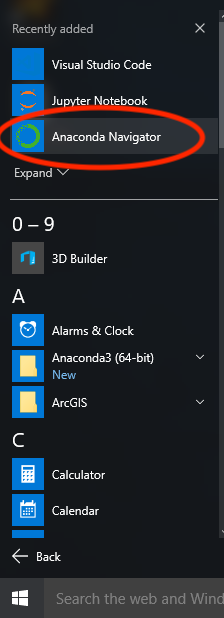 Recently added
Visual Studio Code
Jupyter Notebook
Anaconda Navigator
Expand
0 – 9
3D Builder
A
Alarms & Clock
Anaconda3 (64-bit)
New
ArcGIS
C
Calculator
Calendar
Back
Search the web and Wind